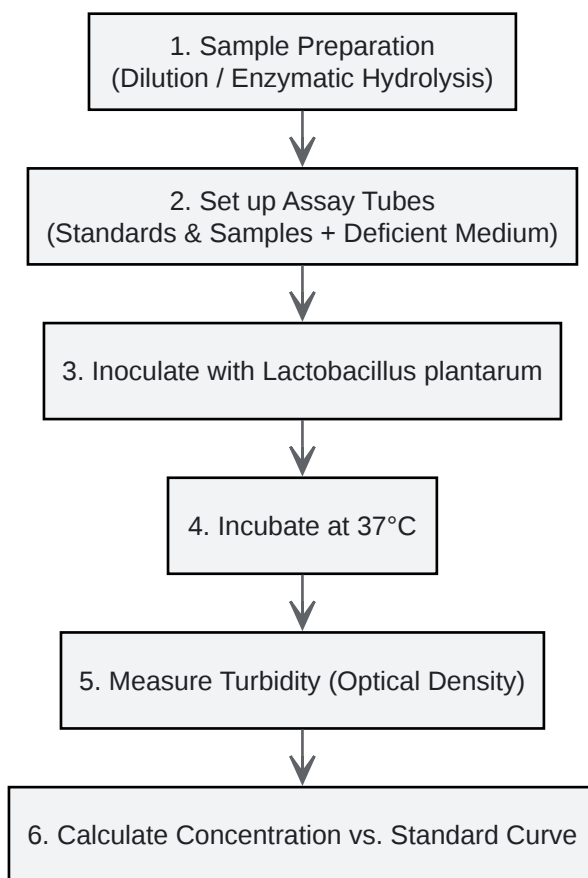 1. Sample Preparation
(Dilution / Enzymatic Hydrolysis)
2. Set up Assay Tubes
(Standards & Samples + Deficient Medium)
3. Inoculate with Lactobacillus plantarum
4. Incubate at 37°C
5. Measure Turbidity (Optical Density)
6. Calculate Concentration vs. Standard Curve